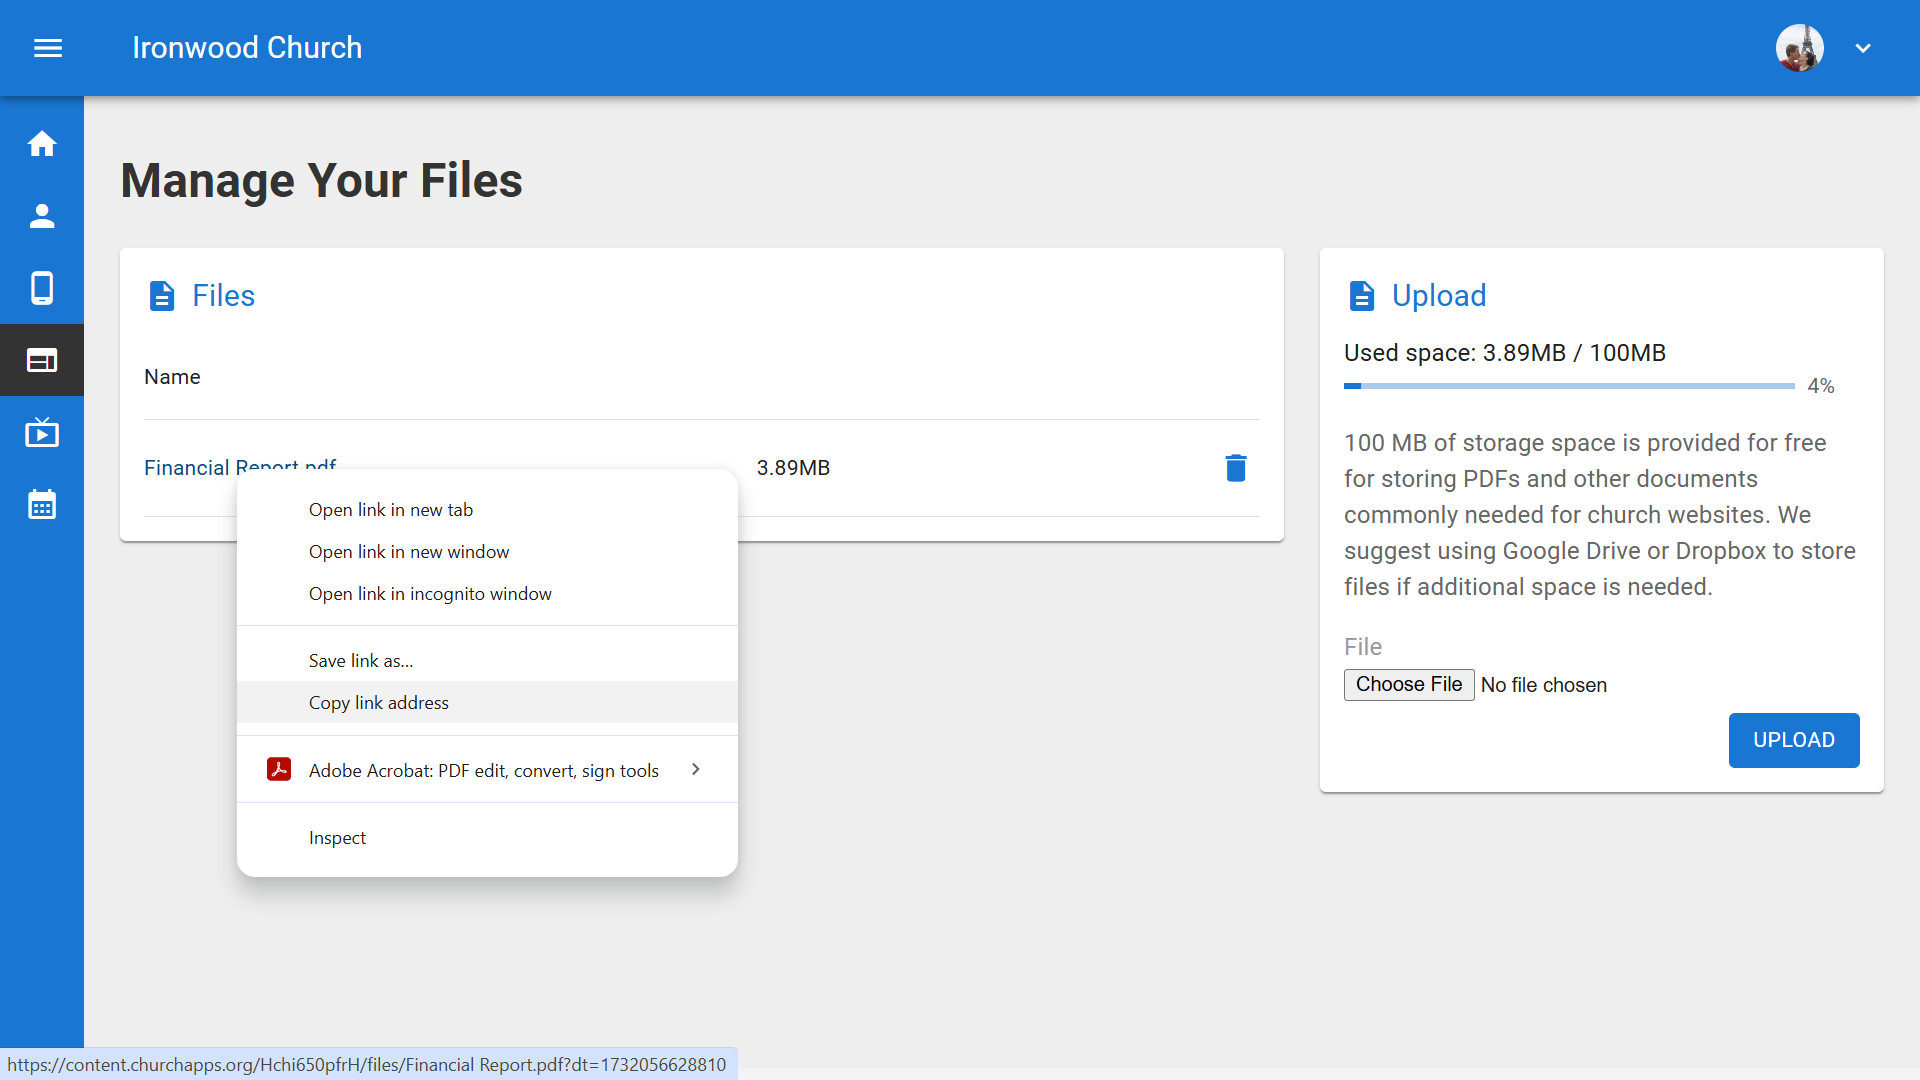 Ironwood Church
Manage Your Files
Files
Name
Financial Report.pdf
3.89MB
Open link in new tab
Open link in new window
Open link in incognito window
Save link as...
Copy link address
Adobe Acrobat: PDF edit, convert, sign tools
Inspect
Upload
Used space: 3.89MB / 100MB
4%
100 MB of storage space is provided for free
for storing PDFs and other documents
commonly needed for church websites. We
suggest using Google Drive or Dropbox to store
files if additional space is needed.
File
Choose File No file chosen
UPLOAD
https://content.churchapps.org/Hchi650pfrH/files/Financial Report.pdf?dt=1732056628810